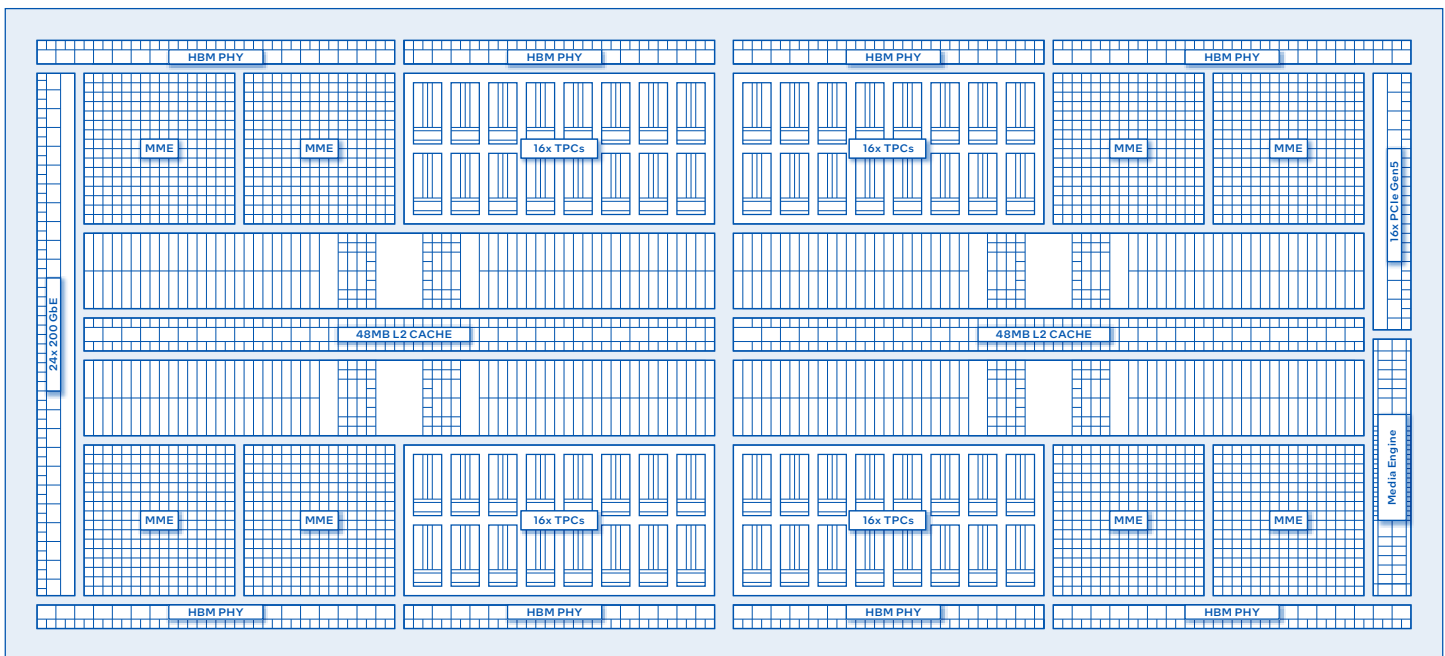 HBM PHY
HBM PHY
HBM PHY
HBM PHY
MME
MME
16x TPCs
16x TPCs
MME
MME
16x PCIe Gen5
24x 200 GbE
48MB L2 CACHE
48MB L2 CACHE
Media Engine
MME
MME
16x TPCs
16x TPCs
MME
MME
HBM PHY
HBM PHY
HBM PHY
HBM PHY